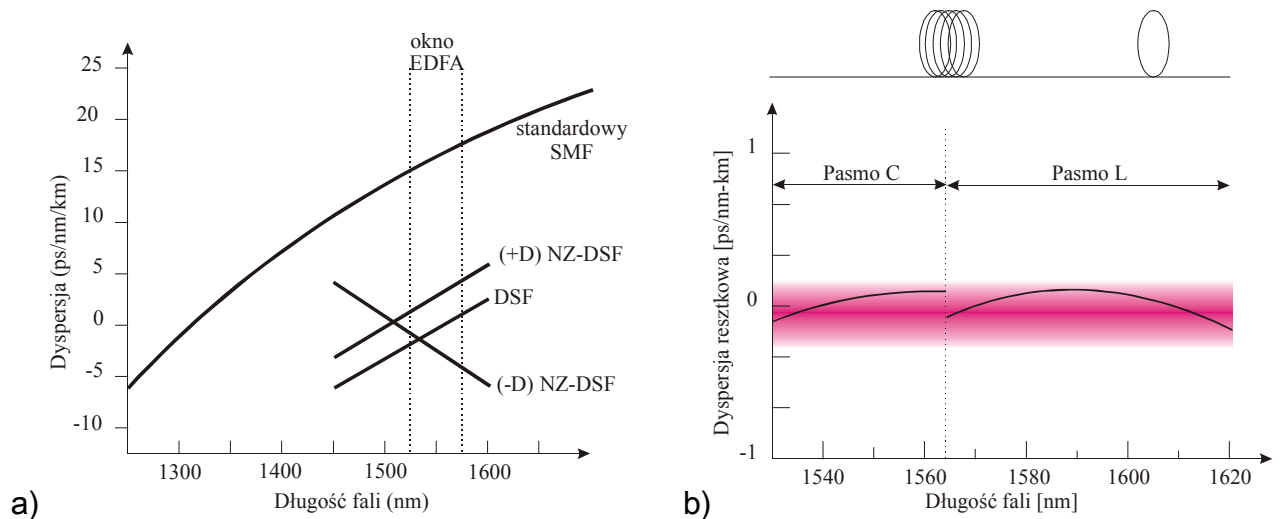 okno
EDFA
25
20
15
10
5
0
-5
-10
Dyspersja (ps/nm/km)
standardowy
SMF
(+D) NZ-DSF
DSF
(-D) NZ-DSF
1300
1400
1500
1600
Długość fali (nm)
a)
1
0
-1
Dyspersja resztkowa [ps/nm-km]
Pasmo C
Pasmo L
1540
1560
1580
1600
1620
Długość fali [nm]
b)